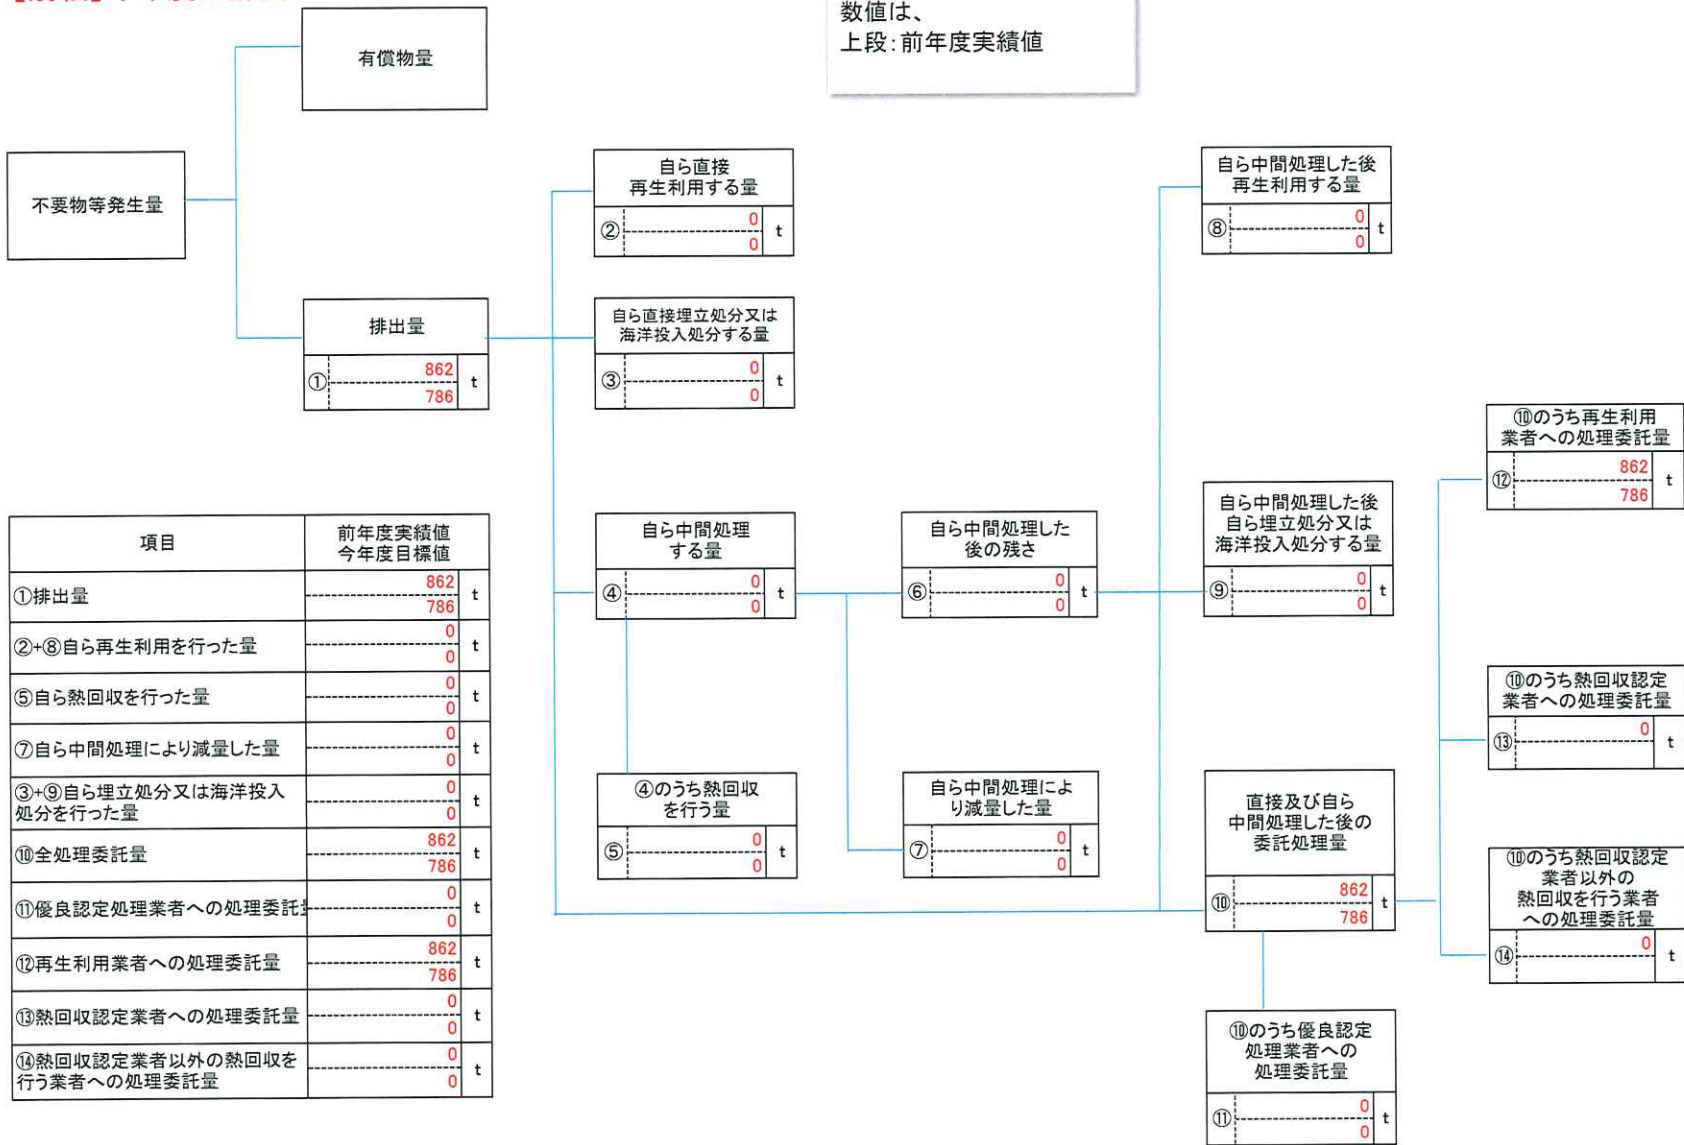 数値は、
上段:前年度実績値
有償物量
不要物等発生量
排出量
①
862
786
t
自ら直接
再生利用する量
②
0
0
t
自ら直接埋立処分又は
海洋投入処分する量
③
0
0
t
自ら中間処理
する量
④
0
0
t
④のうち熱回収
を行う量
⑤
0
0
t
自ら中間処理した
後の残さ
⑥
0
0
t
自ら中間処理によ
り減量した量
⑦
0
0
t
自ら中間処理した後
再生利用する量
⑧
0
0
t
自ら中間処理した後
自ら埋立処分又は
海洋投入処分する量
⑨
0
0
t
直接及び自ら
中間処理した後の
委託処理量
⑩
862
786
t
⑩のうち優良認定
処理業者への
処理委託量
⑪
0
0
t
⑩のうち再生利用
業者への処理委託量
⑫
862
786
t
⑩のうち熱回収認定
業者への処理委託量
⑬
0
t
⑩のうち熱回収認定
業者以外の
熱回収を行う業者
への処理委託量
⑭
0
t
項目
前年度実績値
今年度目標値
①排出量
862
786
t
②+⑧自ら再生利用を行った量
0
0
t
⑤自ら熱回収を行った量
0
0
t
⑦自ら中間処理により減量した量
0
0
t
③+⑨自ら埋立処分又は海洋投入
処分を行った量
0
0
t
⑩全処理委託量
862
786
t
⑪優良認定処理業者への処理委託
0
0
t
⑫再生利用業者への処理委託量
862
786
t
⑬熱回収認定業者への処理委託量
0
0
t
⑭熱回収認定業者以外の熱回収を
行う業者への処理委託量
0
0
t